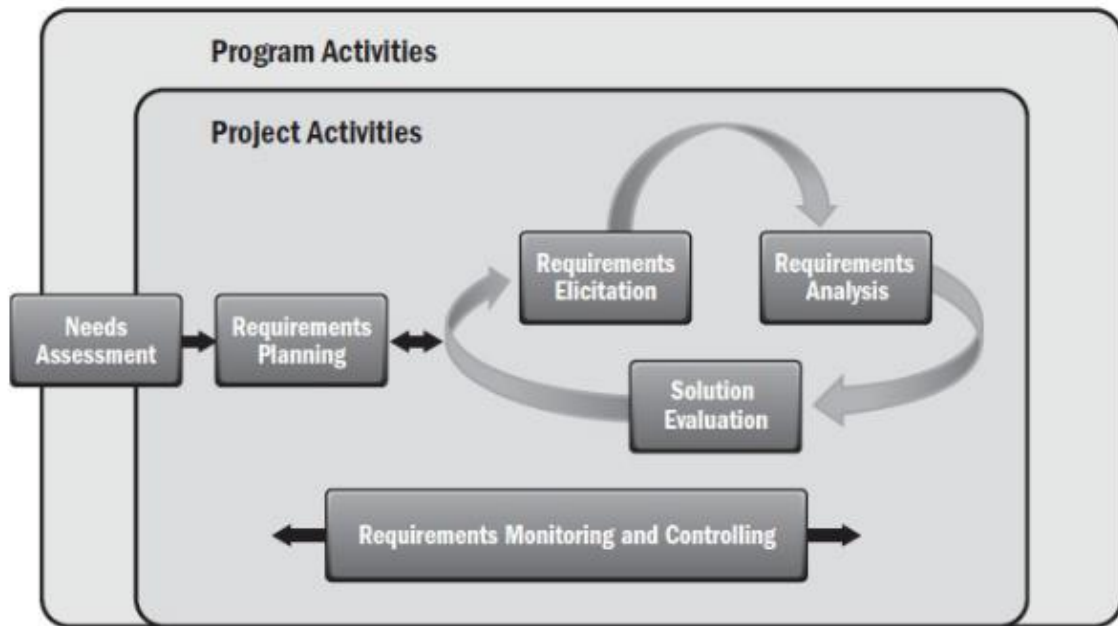 Program Activities
Project Activities
Requirements
Elicitation
Requirements
Analysis
Needs
Assessment
Requirements
Planning
Solution
Evaluation
Requirements Monitoring and Controlling